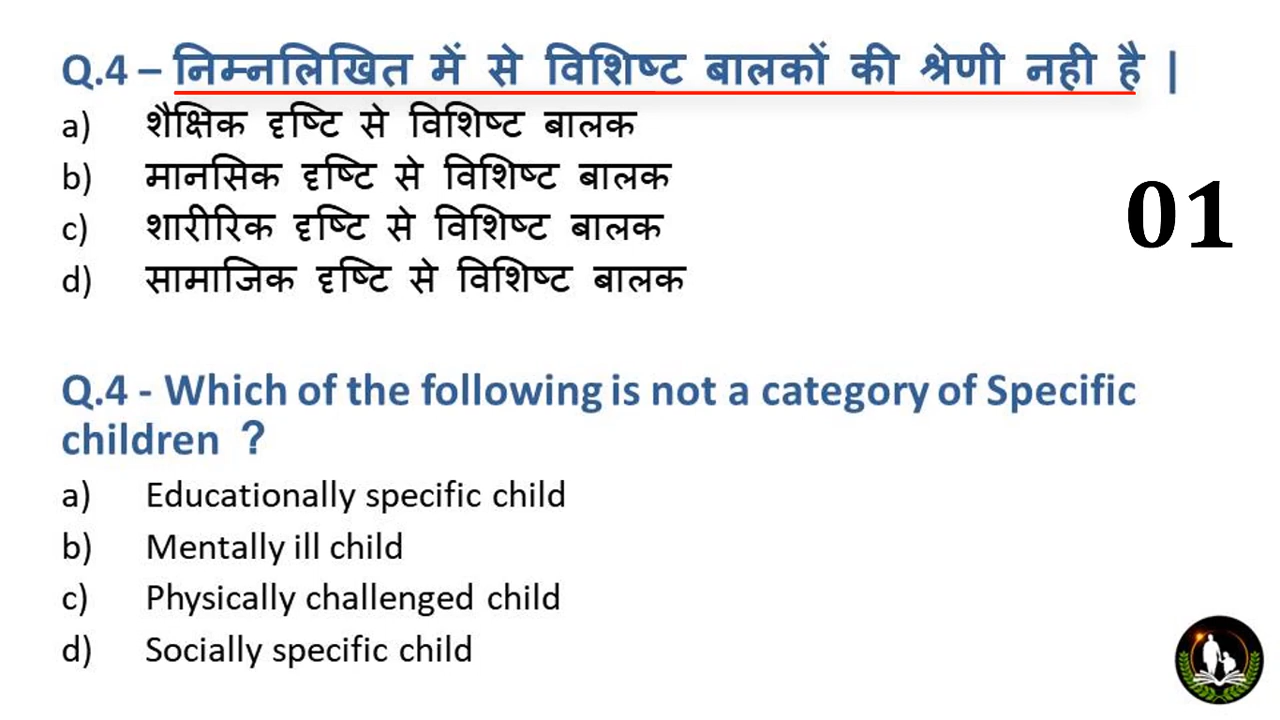 Q.4 – निम्नलिखित में से विशिष्ट बालकों की श्रेणी नही है |
a) शैक्षिक दृष्टि से विशिष्ट बालक
b) मानसिक दृष्टि से विशिष्ट बालक
c) शारीरिक दृष्टि से विशिष्ट बालक
d) सामाजिक दृष्टि से विशिष्ट बालक
01
Q.4 - Which of the following is not a category of Specific
children ?
a) Educationally specific child
b) Mentally ill child
c) Physically challenged child
d) Socially specific child